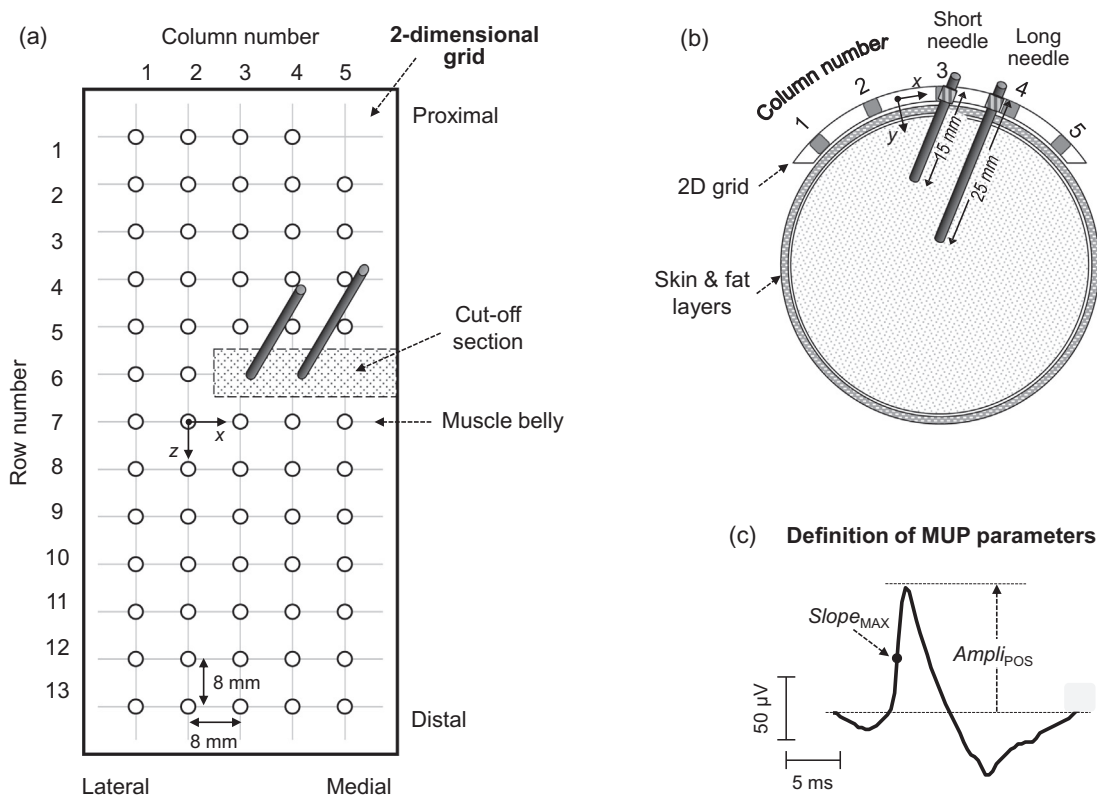 (a)
Column number
1 2 3 4 5
2-dimensional
grid
Proximal
Row number
1
2
3
4
5
6
7
8
9
10
11
12
13
Cut-off
section
Muscle belly
x
z
8 mm
8 mm
Distal
Lateral
Medial
(b)
Short
needle
Long
needle
Column number
1 2 3 4 5
x
y
15 mm
25 mm
2D grid
Skin & fat
layers
(c) Definition of MUP parameters
SlopeMAX
AmpliPOS
50 µV
5 ms